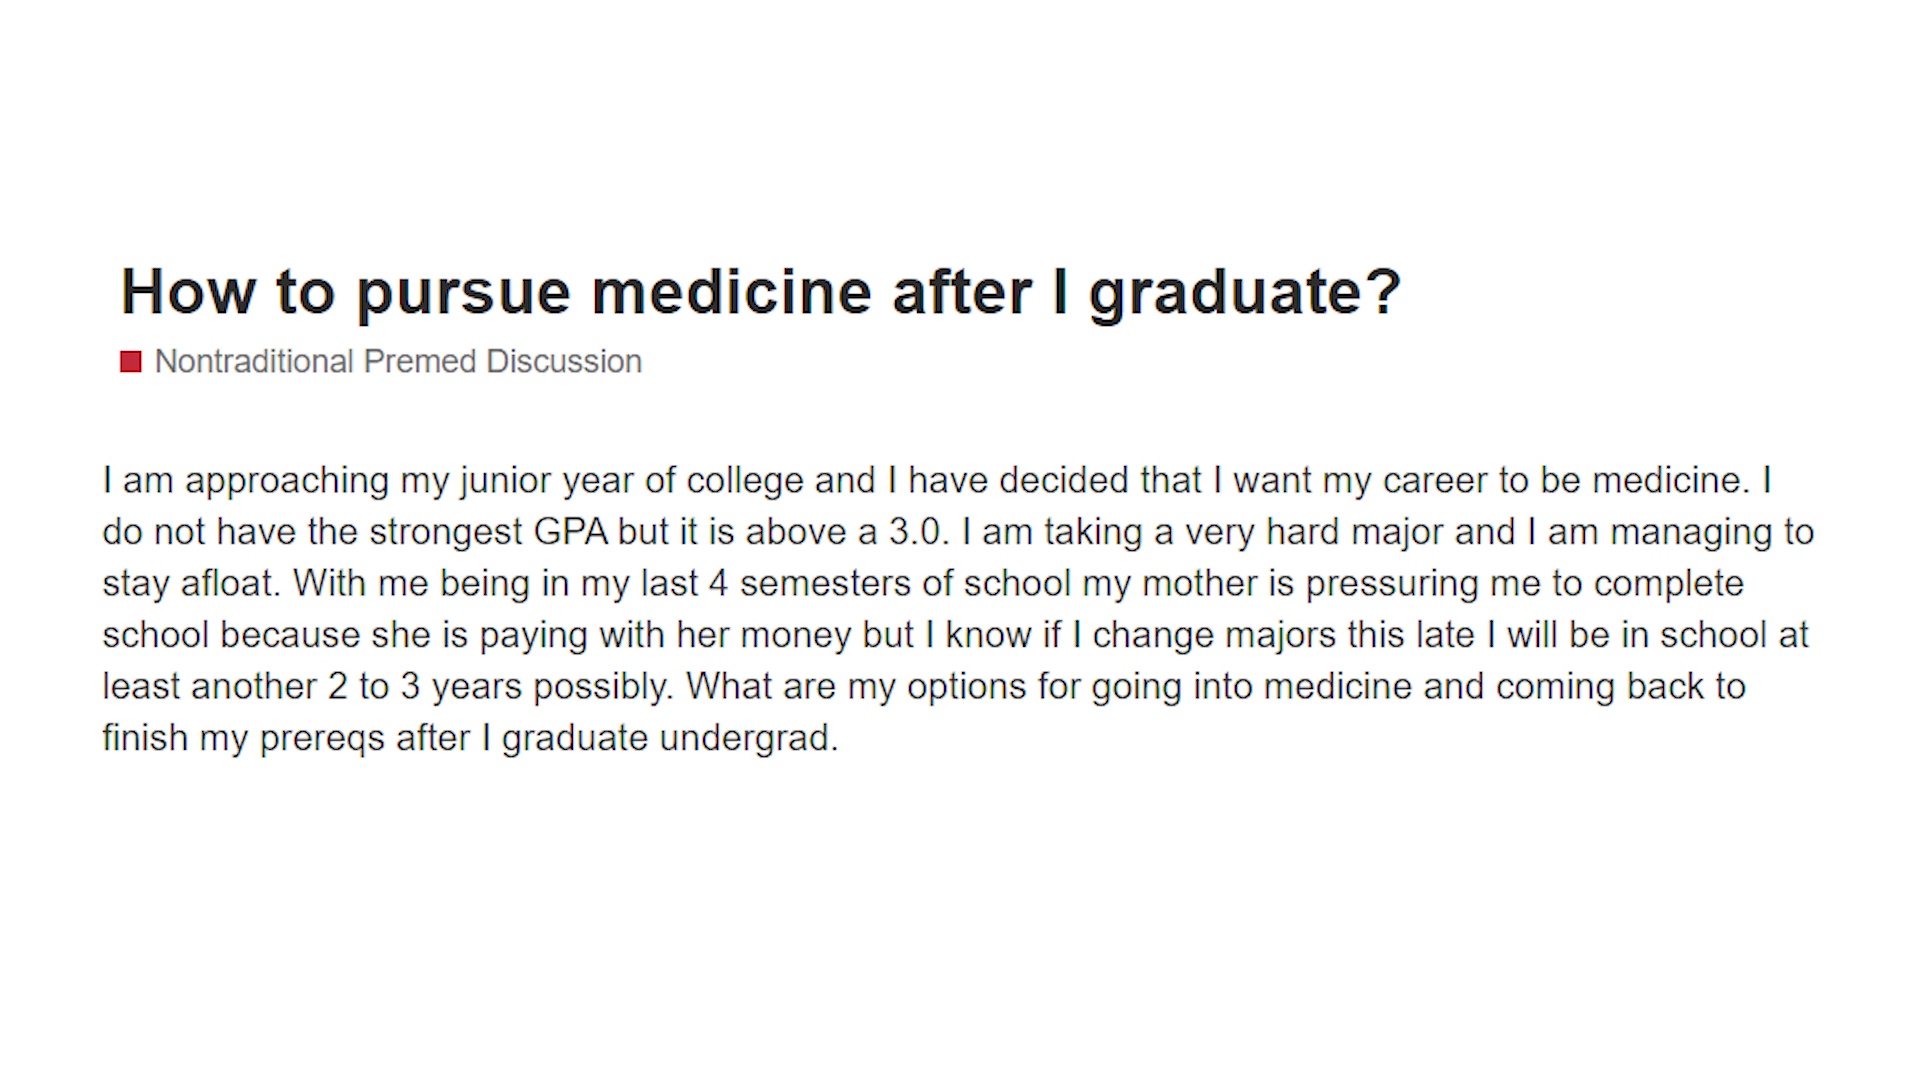 How to pursue medicine after I graduate?
Nontraditional Premed Discussion
I am approaching my junior year of college and I have decided that I want my career to be medicine. I
do not have the strongest GPA but it is above a 3.0. I am taking a very hard major and I am managing to
stay afloat. With me being in my last 4 semesters of school my mother is pressuring me to complete
school because she is paying with her money but I know if I change majors this late I will be in school at
least another 2 to 3 years possibly. What are my options for going into medicine and coming back to
finish my prereqs after I graduate undergrad.